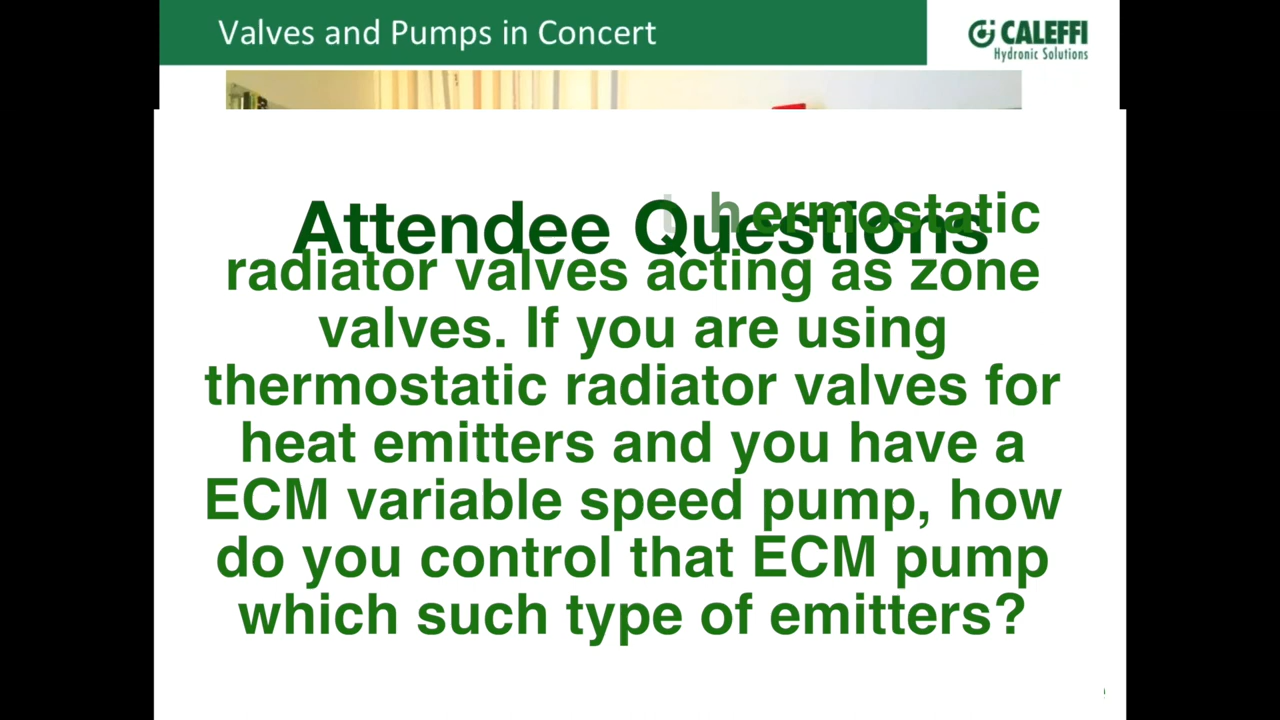 Valves and Pumps in Concert
CALEFFI
Hydronic Solutions
Attendee Questions
thermostatic
radiator valves acting as zone
valves. If you are using
thermostatic radiator valves for
heat emitters and you have a
ECM variable speed pump, how
do you control that ECM pump
which such type of emitters?